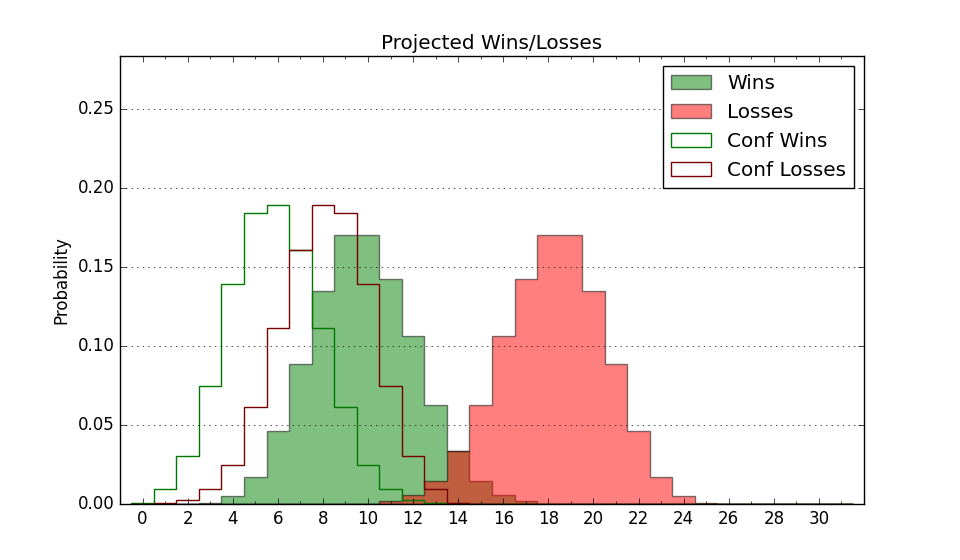 Projected Wins/Losses
Wins
Losses
Conf Wins
Conf Losses
Probability
0.25
0.20
0.15
0.10
0.05
0.00
0 2 4 6 8 10 12 14 16 18 20 22 24 26 28 30